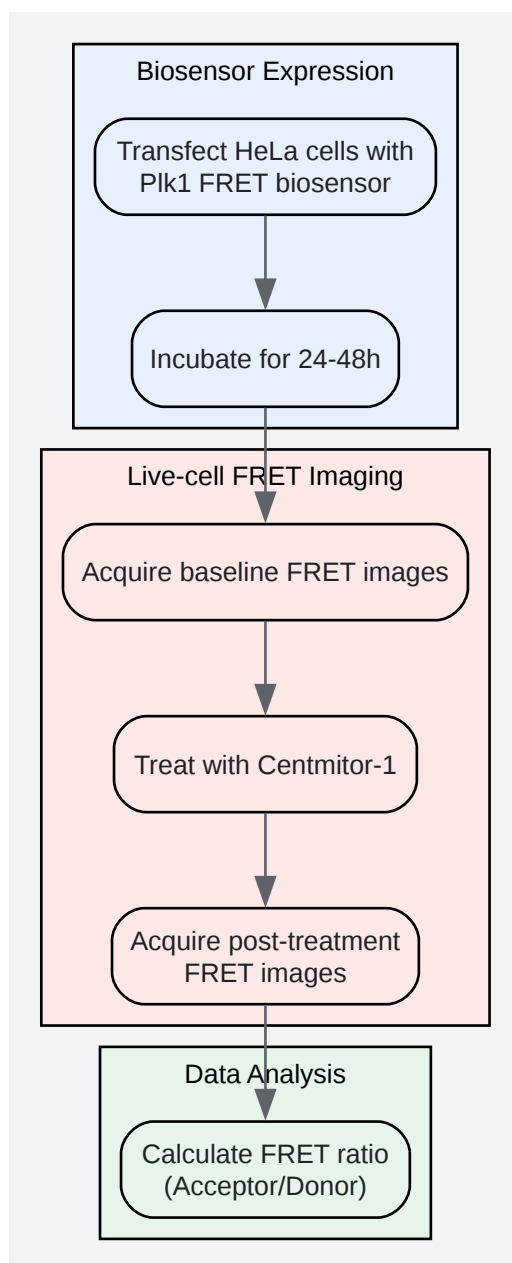 Biosensor Expression
Transfect HeLa cells with
Plk1 FRET biosensor
Incubate for 24-48h
Live-cell FRET Imaging
Acquire baseline FRET images
Treat with Centmitor-1
Acquire post-treatment
FRET images
Data Analysis
Calculate FRET ratio
(Acceptor/Donor)